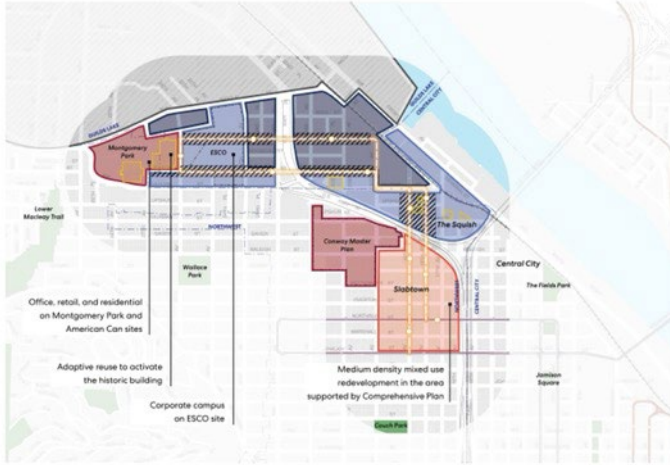 GUILDS LAKE
GUILDS LAKE
CENTRAL CITY
Montgomery
Park
ESCO
Lower
Macleay Trail
NORTHWEST
The Squish
Conway Master
Plan
Central City
Wallace
Park
The Fields Park
Slabtown
NORTHWEST
CENTRAL CITY
Office, retail, and residential
on Montgomery Park and
American Can sites
Adaptive reuse to activate
the historic building
Medium density mixed use
redevelopment in the area
supported by Comprehensive Plan
Jamison
Square
Corporate campus
on ESCO site
Couch Park